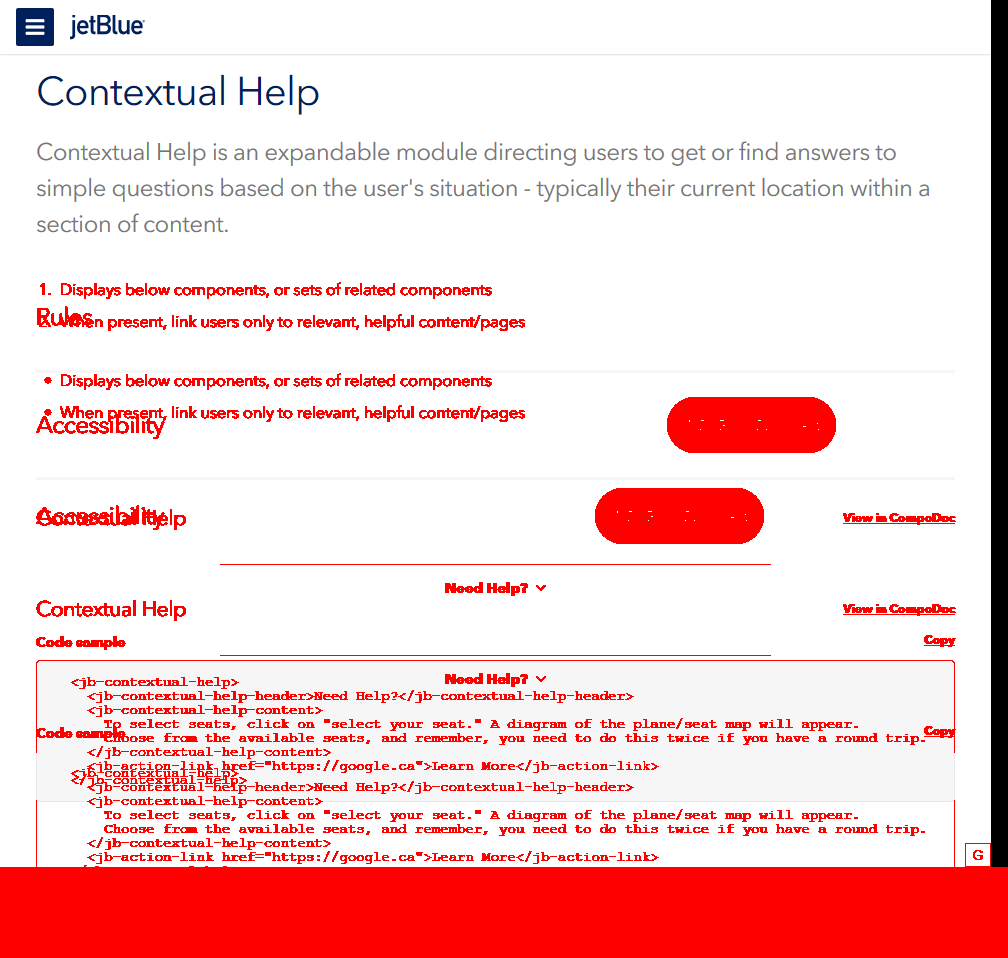 jetBlue
Contextual Help
Contextual Help is an expandable module directing users to get or find answers to
simple questions based on the user's situation - typically their current location within a
section of content.
1. Displays below components, or sets of related components
Rules
2. When present, link users only to relevant, helpful content/pages
• Displays below components, or sets of related components
• When present, link users only to relevant, helpful content/pages
Accessibility
Accessibility
Contextual Help
View in CompoDoc
Need Help?
Contextual Help
View in CompoDoc
Code sample
Copy
Need Help?
<jb-contextual-help>
<jb-contextual-help-header>Need Help?</jb-contextual-help-header>
<jb-contextual-help-content>
To select seats, click on "select your seat." A diagram of the plane/seat map will appear.
Code sample
Copy
Choose from the available seats, and remember, you need to do this twice if you have a round trip.
</jb-contextual-help-content>
<jb-action-link href="https://google.ca">Learn More</jb-action-link>
<jb-contextual-help>
</jb-contextual-help>
<jb-contextual-help-header>Need Help?</jb-contextual-help-header>
<jb-contextual-help-content>
To select seats, click on "select your seat." A diagram of the plane/seat map will appear.
Choose from the available seats, and remember, you need to do this twice if you have a round trip.
</jb-contextual-help-content>
<jb-action-link href="https://google.ca">Learn More</jb-action-link>
G